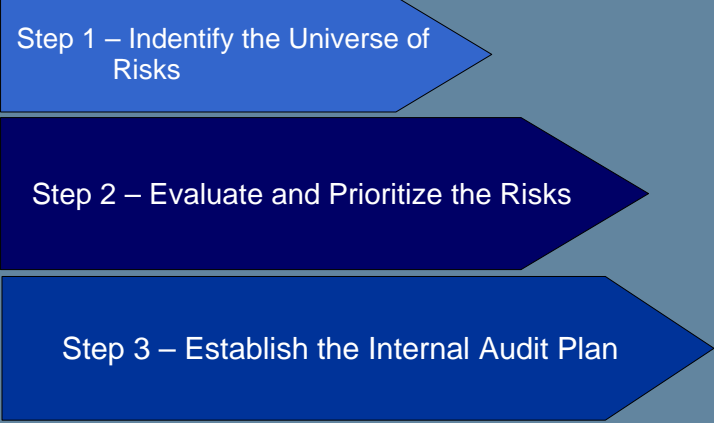 Step 1 – Indentify the Universe of
Risks
Step 2 – Evaluate and Prioritize the Risks
Step 3 – Establish the Internal Audit Plan